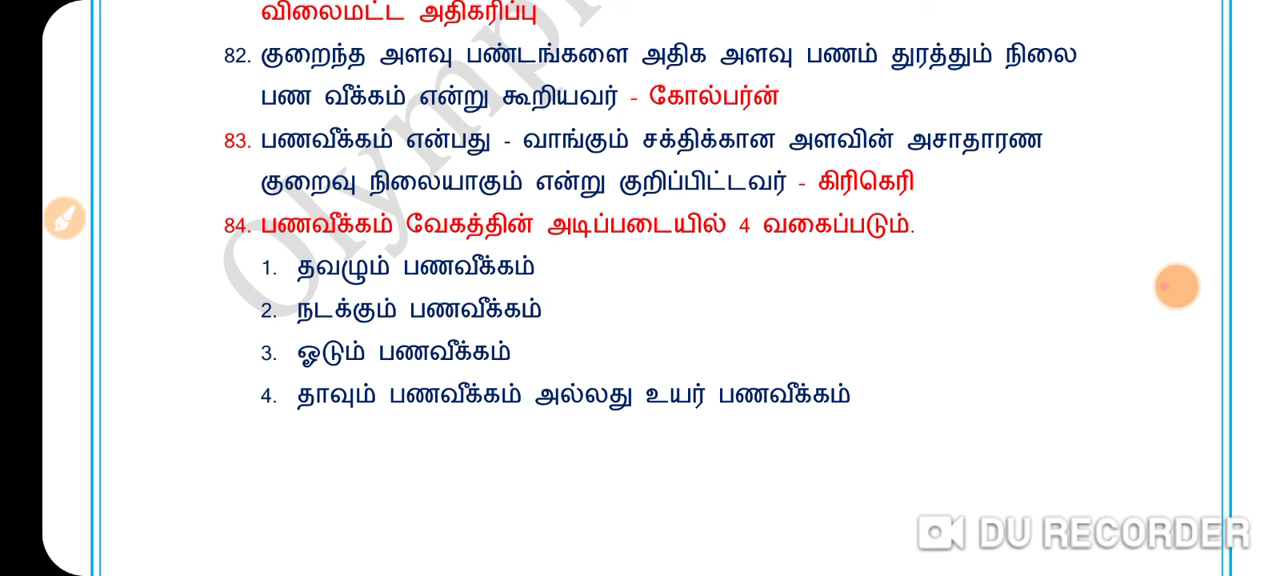 விலைமட்ட அதிகரிப்பு
82. குறைந்த அளவு பண்டங்களை அதிக அளவு பணம் துரத்தும் நிலை
பண வீக்கம் என்று கூறியவர் - கோல்பர்ன்
83. பணவீக்கம் என்பது - வாங்கும் சக்திக்கான அளவின் அசாதாரண
குறைவு நிலையாகும் என்று குறிப்பிட்டவர் - கிரிகெரி
84. பணவீக்கம் வேகத்தின் அடிப்படையில் 4 வகைப்படும்.
1. தவழும் பணவீக்கம்
2. நடக்கும் பணவீக்கம்
3. ஓடும் பணவீக்கம்
4. தாவும் பணவீக்கம் அல்லது உயர் பணவீக்கம்
DU RECORDER